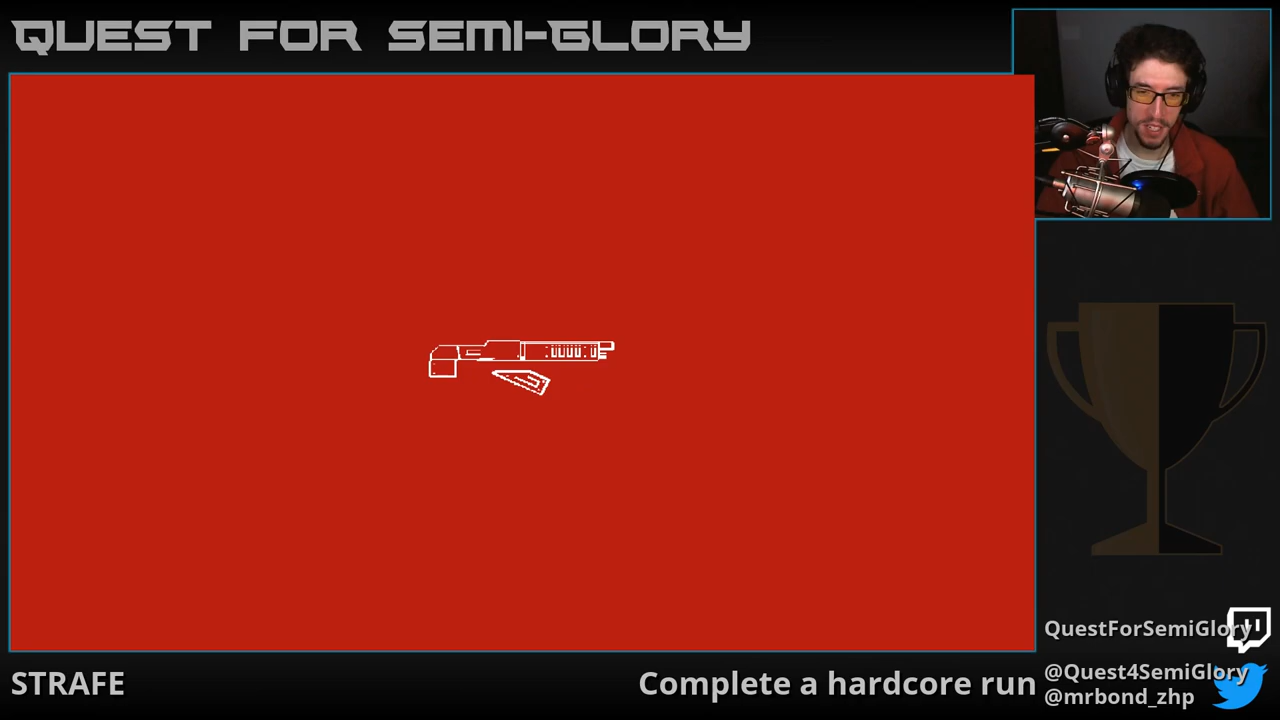 QUEST FOR SEMI-GLORY
QuestForSemiGlory
@Quest4SemiGlory
@mrbond_zhp
STRAFE
Complete a hardcore run